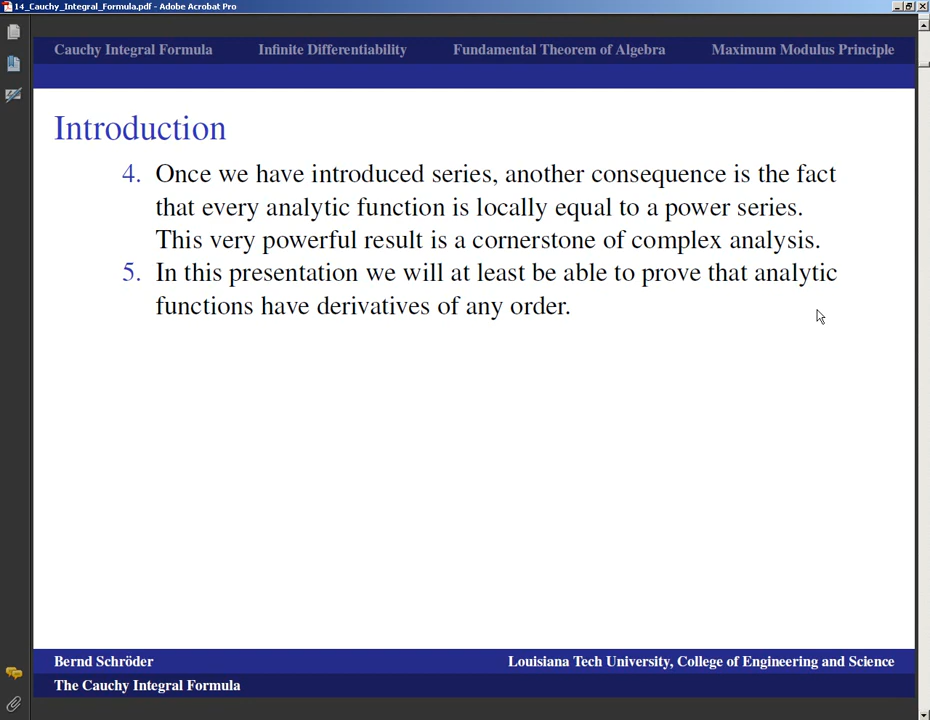 14_Cauchy_Integral_Formula.pdf - Adobe Acrobat Pro
Cauchy Integral Formula Infinite Differentiability Fundamental Theorem of Algebra Maximum Modulus Principle
Introduction
4. Once we have introduced series, another consequence is the fact
that every analytic function is locally equal to a power series.
This very powerful result is a cornerstone of complex analysis.
5. In this presentation we will at least be able to prove that analytic
functions have derivatives of any order.
Bernd Schröder Louisiana Tech University, College of Engineering and Science
The Cauchy Integral Formula